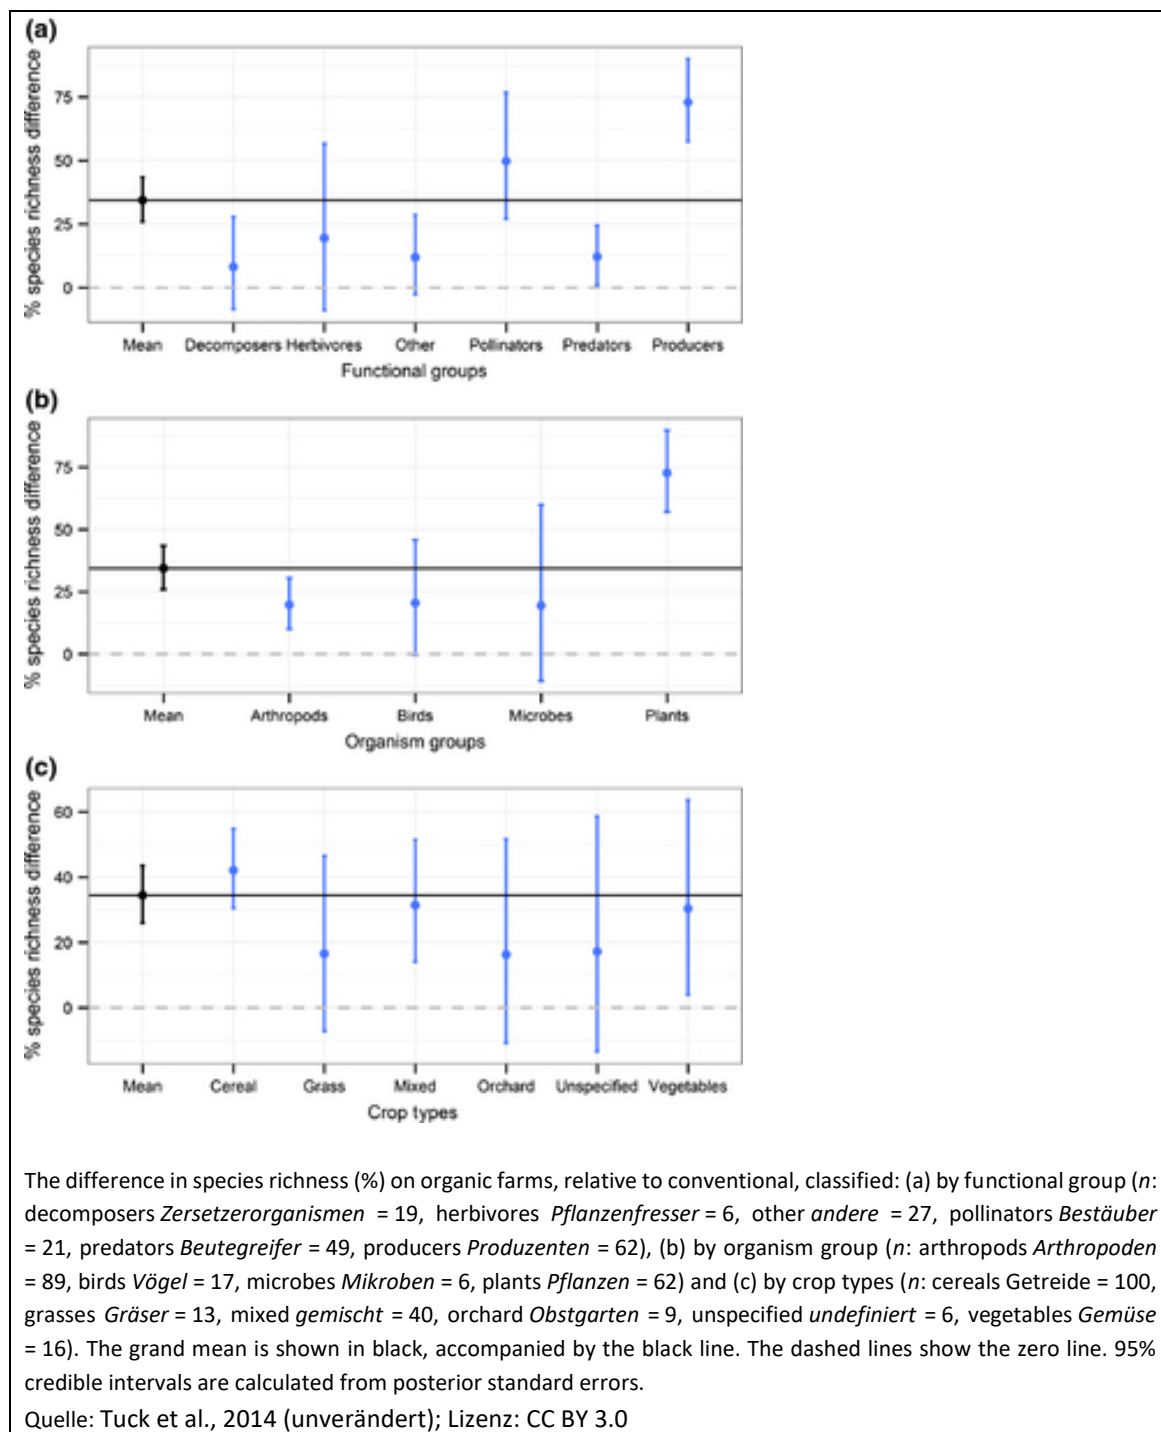 (a)
% species richness difference
75
50
25
0
Mean Decomposers Herbivores Other Pollinators Predators Producers
Functional groups
(b)
% species richness difference
75
50
25
0
Mean Arthropods Birds Microbes Plants
Organism groups
(c)
% species richness difference
60
40
20
0
Mean Cereal Grass Mixed Orchard Unspecified Vegetables
Crop types
The difference in species richness (%) on organic farms, relative to conventional, classified: (a) by functional group (n:
decomposers Zersetzerorganismen = 19, herbivores Pflanzenfresser = 6, other andere = 27, pollinators Bestäuber
= 21, predators Beutegreifer = 49, producers Produzenten = 62), (b) by organism group (n: arthropods Arthropoden
= 89, birds Vögel = 17, microbes Mikroben = 6, plants Pflanzen = 62) and (c) by crop types (n: cereals Getreide = 100,
grasses Gräser = 13, mixed gemischt = 40, orchard Obstgarten = 9, unspecified undefiniert = 6, vegetables Gemüse
= 16). The grand mean is shown in black, accompanied by the black line. The dashed lines show the zero line. 95%
credible intervals are calculated from posterior standard errors.
Quelle: Tuck et al., 2014 (unverändert); Lizenz: CC BY 3.0